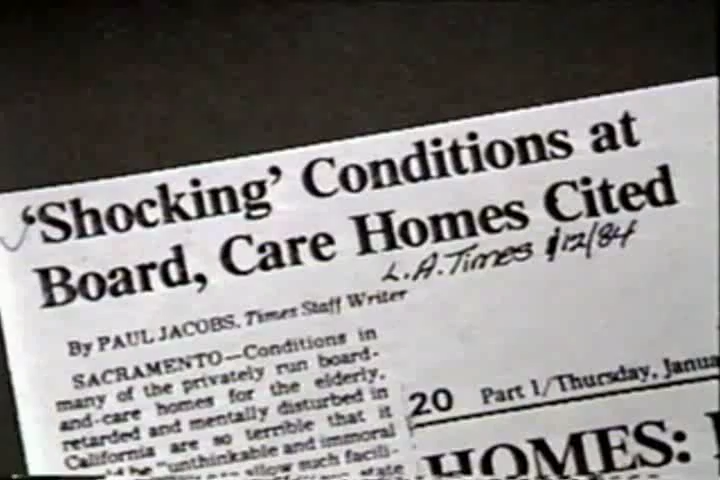 ‘Shocking’ Conditions at
Board, Care Homes Cited
L.A. Times 1/12/84
By PAUL JACOBS, Times Staff Writer
SACRAMENTO—Conditions in
many of the privately run board-
and-care homes for the elderly,
retarded and mentally disturbed in
California are so terrible that it
be "unthinkable and immoral
allow such facili-
state
20 Part 1/Thursday, Janua
HOMES: